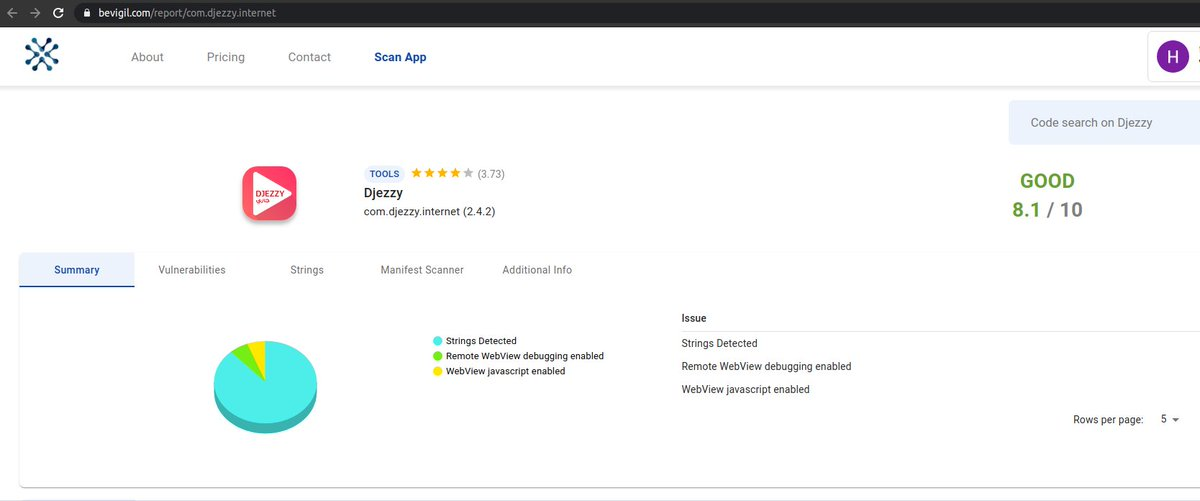 bevigil.com/report/com.djezzy.internet
About Pricing Contact Scan App
H
Code search on Djezzy
TOOLS (3.73)
DJEZZY
جازي
Djezzy
com.djezzy.internet (2.4.2)
GOOD
8.1 / 10
Summary Vulnerabilities Strings Manifest Scanner Additional Info
Strings Detected
Remote WebView debugging enabled
WebView javascript enabled
Issue
Strings Detected
Remote WebView debugging enabled
WebView javascript enabled
Rows per page: 5